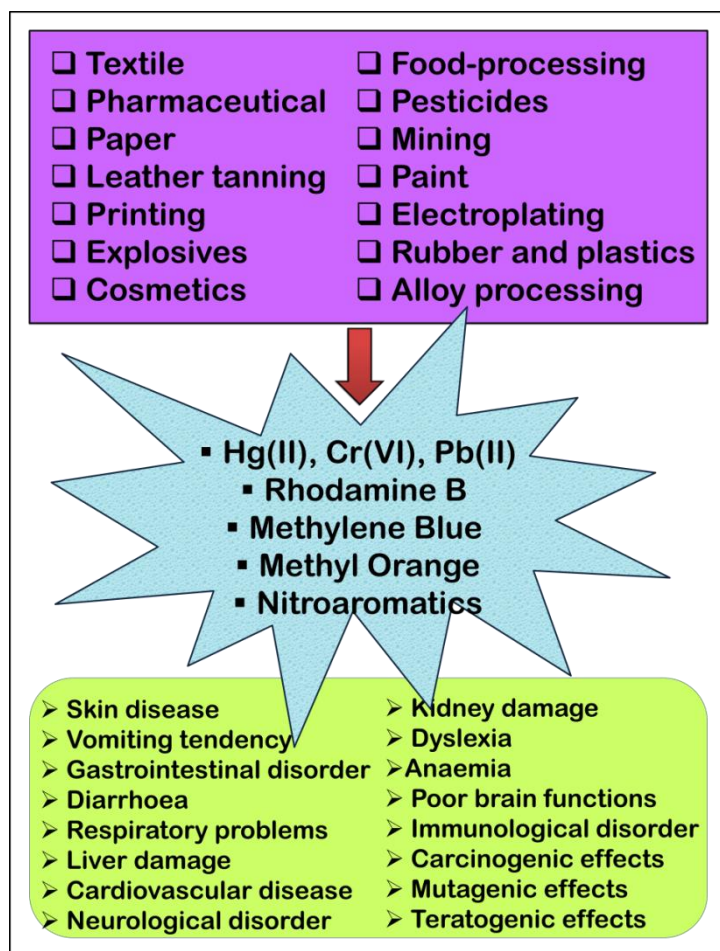 ❑ Textile
❑ Pharmaceutical
❑ Paper
❑ Leather tanning
❑ Printing
❑ Explosives
❑ Cosmetics
❑ Food-processing
❑ Pesticides
❑ Mining
❑ Paint
❑ Electroplating
❑ Rubber and plastics
❑ Alloy processing
▪ Hg(II), Cr(VI), Pb(II)
▪ Rhodamine B
▪ Methylene Blue
▪ Methyl Orange
▪ Nitroaromatics
➢ Skin disease
➢ Vomiting tendency
➢ Gastrointestinal disorder
➢ Diarrhoea
➢ Respiratory problems
➢ Liver damage
➢ Cardiovascular disease
➢ Neurological disorder
➢ Kidney damage
➢ Dyslexia
➢ Anaemia
➢ Poor brain functions
➢ Immunological disorder
➢ Carcinogenic effects
➢ Mutagenic effects
➢ Teratogenic effects